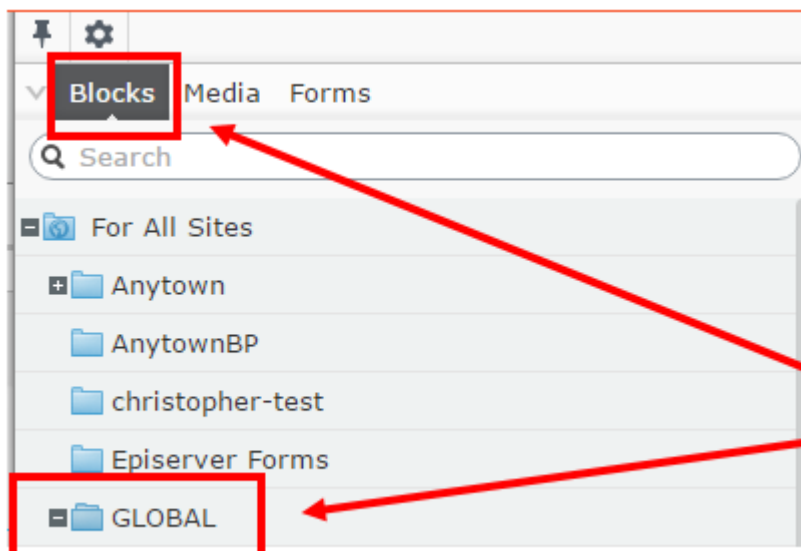 Blocks Media Forms
Search
For All Sites
Anytown
AnytownBP
christopher-test
Episerver Forms
GLOBAL